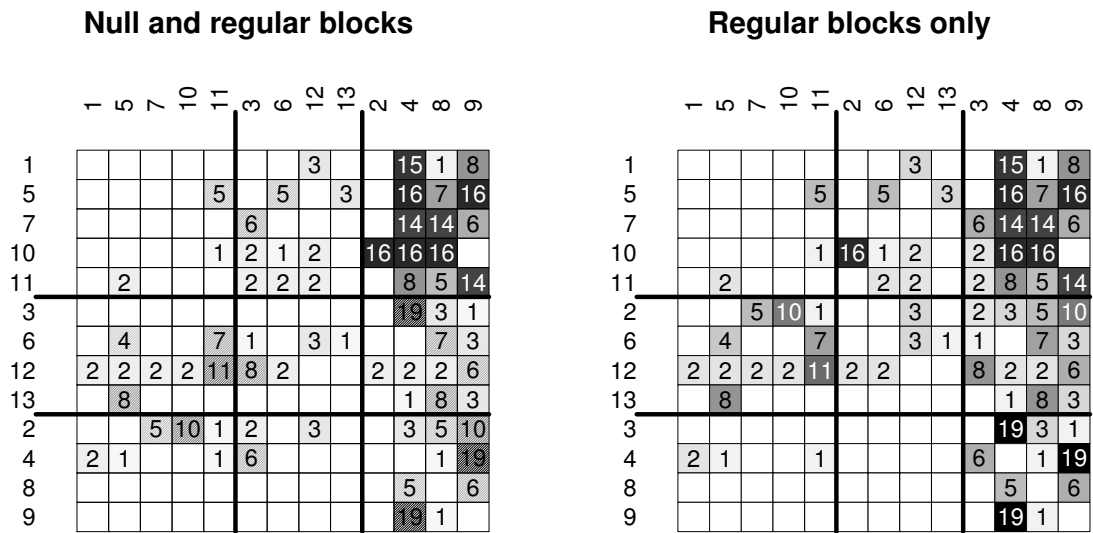 Null and regular blocks
1 5 7 10 11 3 6 12 13 2 4 8 9
1 3 15 1 8
5 5 5 3 16 7 16
7 6 14 14 6
10 1 2 1 2 16 16 16
11 2 2 2 2 8 5 14
3 19 3 1
6 4 7 1 3 1 7 3
12 2 2 2 2 11 8 2 2 2 2 6
13 8 1 8 3
2 5 10 1 2 3 3 5 10
4 2 1 1 6 1 19
8 5 6
9 19 1
Regular blocks only
1 5 7 10 11 2 6 12 13 3 4 8 9
1 3 15 1 8
5 5 5 3 16 7 16
7 6 14 14 6
10 1 16 1 2 2 16 16
11 2 2 2 2 8 5 14
2 5 10 1 3 2 3 5 10
6 4 7 3 1 1 7 3
12 2 2 2 2 11 2 2 8 2 2 6
13 8 1 8 3
3 19 3 1
4 2 1 1 6 1 19
8 5 6
9 19 1